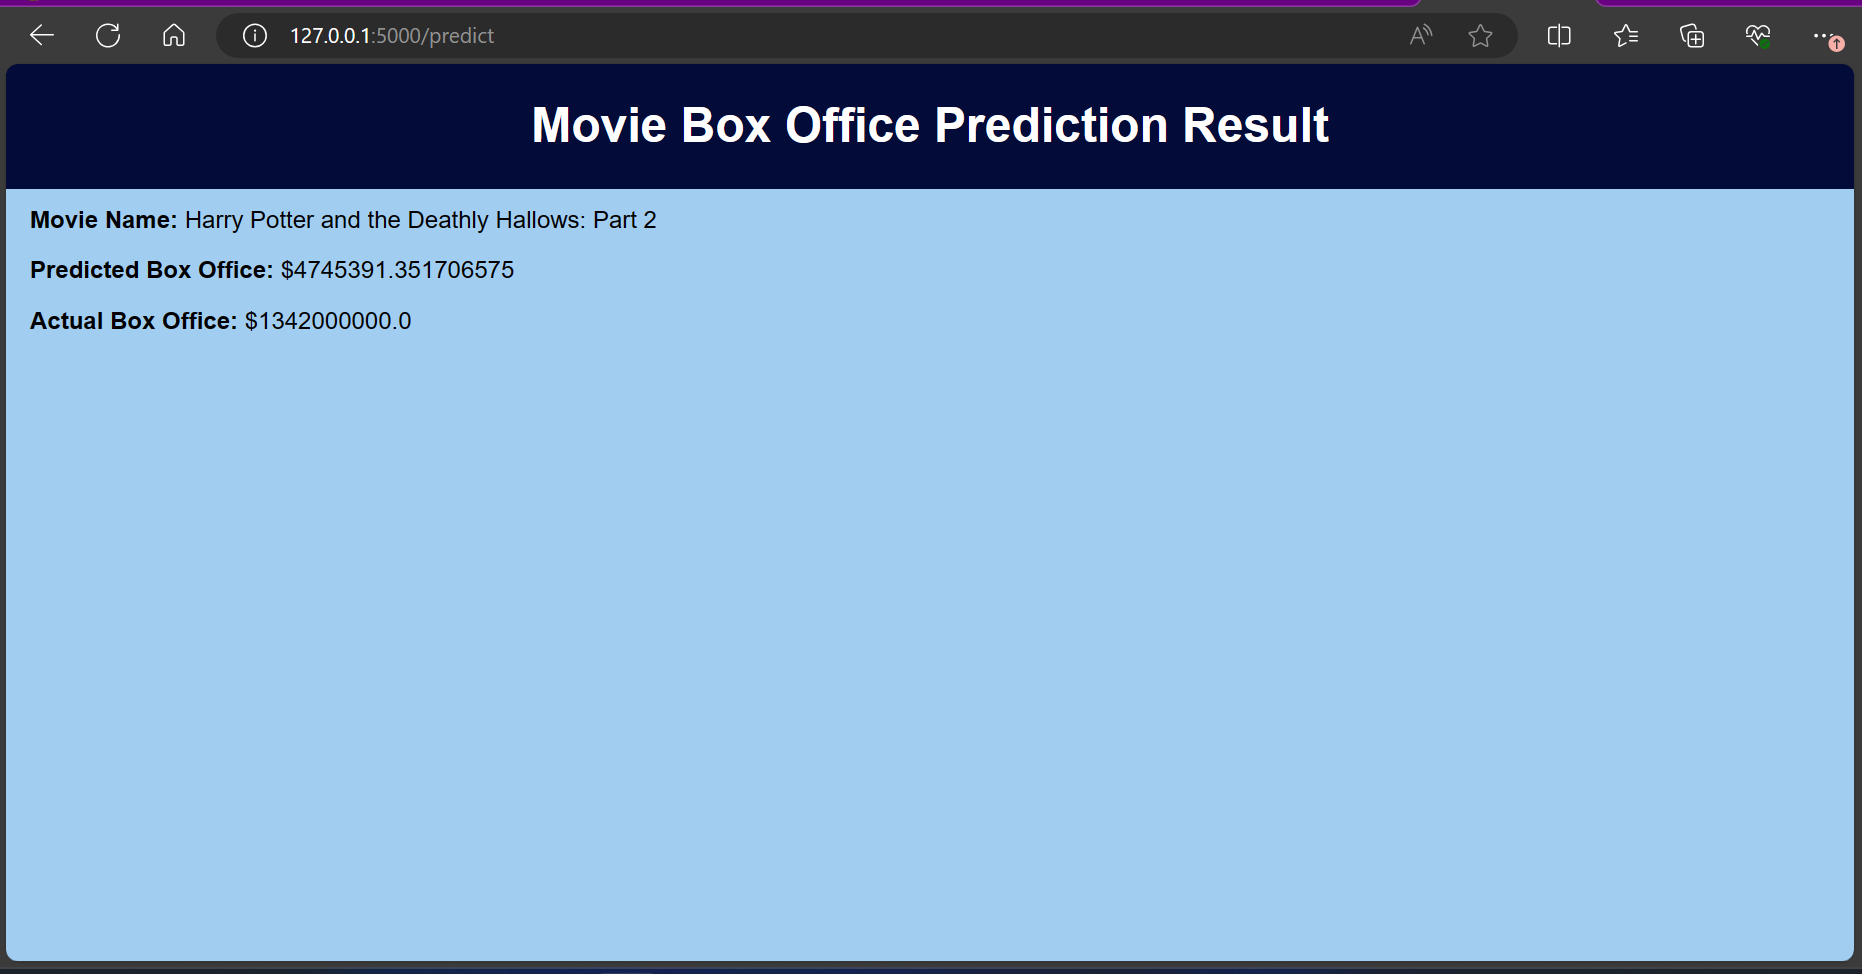 127.0.0.1:5000/predict
Movie Box Office Prediction Result
Movie Name: Harry Potter and the Deathly Hallows: Part 2
Predicted Box Office: $4745391.351706575
Actual Box Office: $1342000000.0